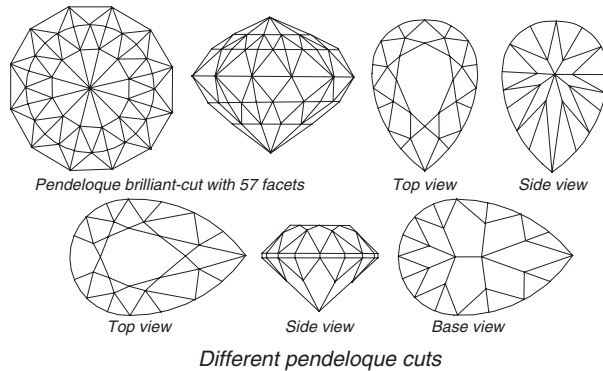 Pendeloque brilliant-cut with 57 facets
Top view
Side view
Top view
Side view
Base view
Different pendeloque cuts